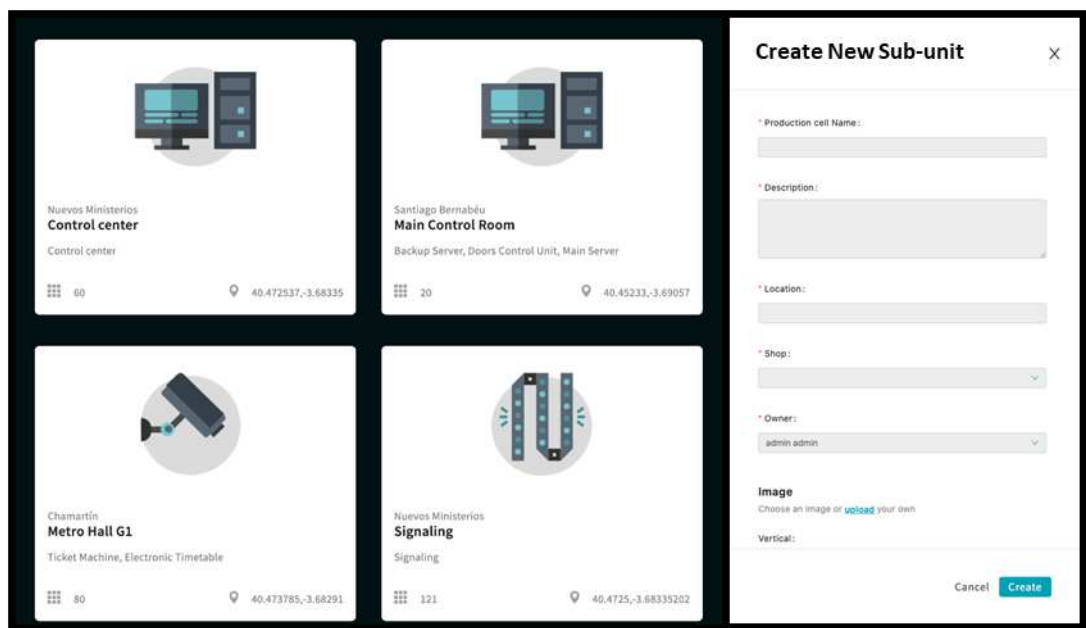 Nuevos Ministerios
Control center
Control center
60
40.472537,-3.68335
Santiago Bernabéu
Main Control Room
Backup Server, Doors Control Unit, Main Server
20
40.45233,-3.69057
Chamartín
Metro Hall G1
Ticket Machine, Electronic Timetable
80
40.473785,-3.68291
Nuevos Ministerios
Signaling
Signaling
121
40.4725,-3.68335202
Create New Sub-unit
* Production cell Name:
* Description:
* Location:
* Shop:
* Owner:
admin admin
Image
Choose an image or upload your own
Vertical:
Cancel
Create